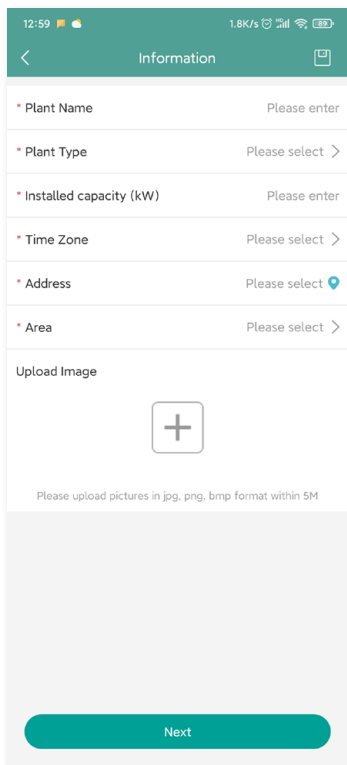 12:59 1.8K/s HD 89
Information
* Plant Name Please enter
* Plant Type Please select
* Installed capacity (kW) Please enter
* Time Zone Please select
* Address Please select
* Area Please select
Upload Image
Please upload pictures in jpg, png, bmp format within 5M
Next